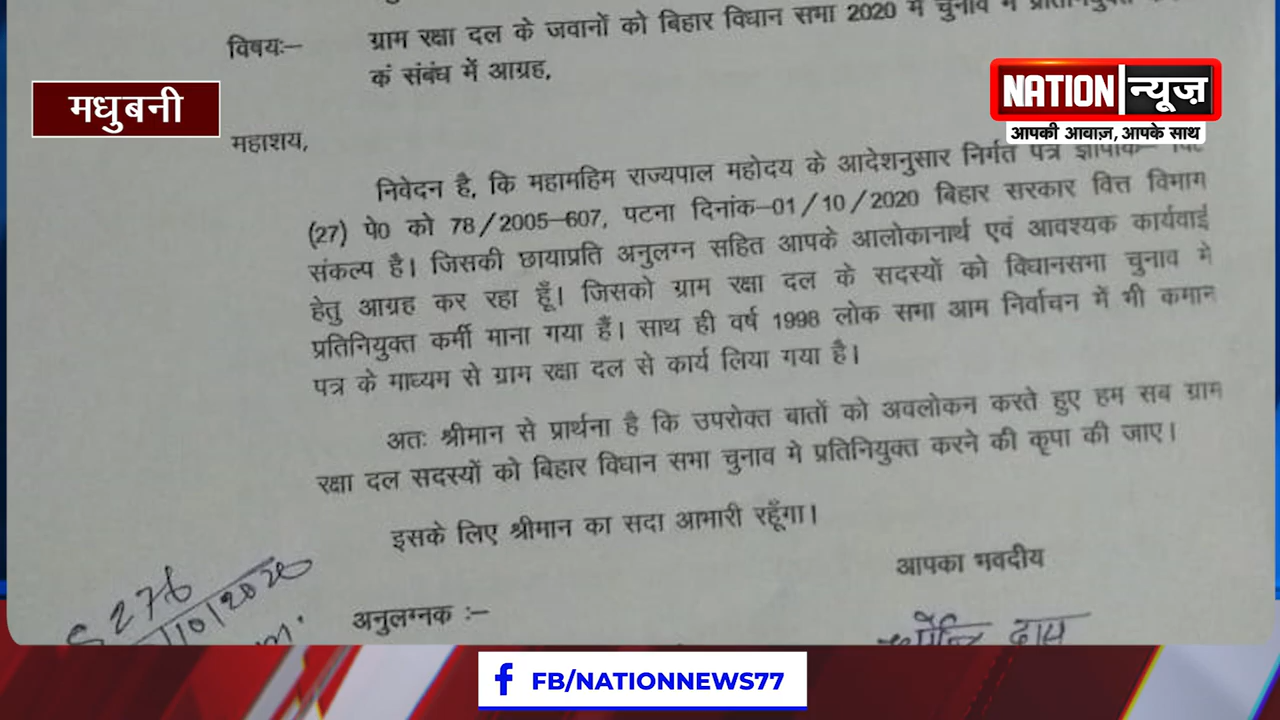 विषयः– ग्राम रक्षा दल के जवानों को बिहार विधान सभा 2020 में चुनाव में
कं संबंध में आग्रह,
मधुबनी
NATION न्यूज़
आपकी आवाज़, आपके साथ
महाशय,
निवेदन है, कि महामहिम राज्यपाल महोदय के आदेशनुसार निर्गत पत्र ज्ञापांक–
(27) पे0 को 78/2005–607, पटना दिनांक–01/10/2020 बिहार सरकार वित्त विभाग
संकल्प है। जिसकी छायाप्रति अनुलग्न सहित आपके आलोकानार्थ एवं आवश्यक कार्यवाई
हेतु आग्रह कर रहा हूँ। जिसको ग्राम रक्षा दल के सदस्यों को विधानसभा चुनाव मे
प्रतिनियुक्त कर्मी माना गया हैं। साथ ही वर्ष 1998 लोक सभा आम निर्वाचन में भी कमान
पत्र के माध्यम से ग्राम रक्षा दल से कार्य लिया गया है।
अतः श्रीमान से प्रार्थना है कि उपरोक्त बातों को अवलोकन करते हुए हम सब ग्राम
रक्षा दल सदस्यों को बिहार विधान सभा चुनाव मे प्रतिनियुक्त करने की कृपा की जाए।
इसके लिए श्रीमान का सदा आभारी रहूँगा।
आपका भवदीय
276
/10/2020
अनुलग्नक :–
दास
FB/NATIONNEWS77